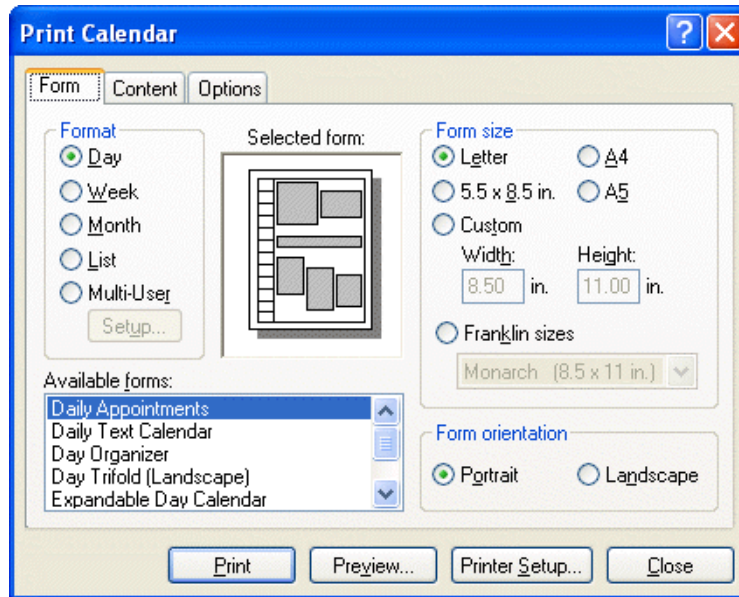 Print Calendar
Form Content Options
Format
Day
Week
Month
List
Multi-User
Setup...
Selected form:
Available forms:
Daily Appointments
Daily Text Calendar
Day Organizer
Day Trifold (Landscape)
Expandable Day Calendar
Form size
Letter A4
5.5 x 8.5 in. A5
Custom
Width: Height:
8.50 in. 11.00 in.
Franklin sizes
Monarch (8.5 x 11 in.)
Form orientation
Portrait Landscape
Print Preview... Printer Setup... Close